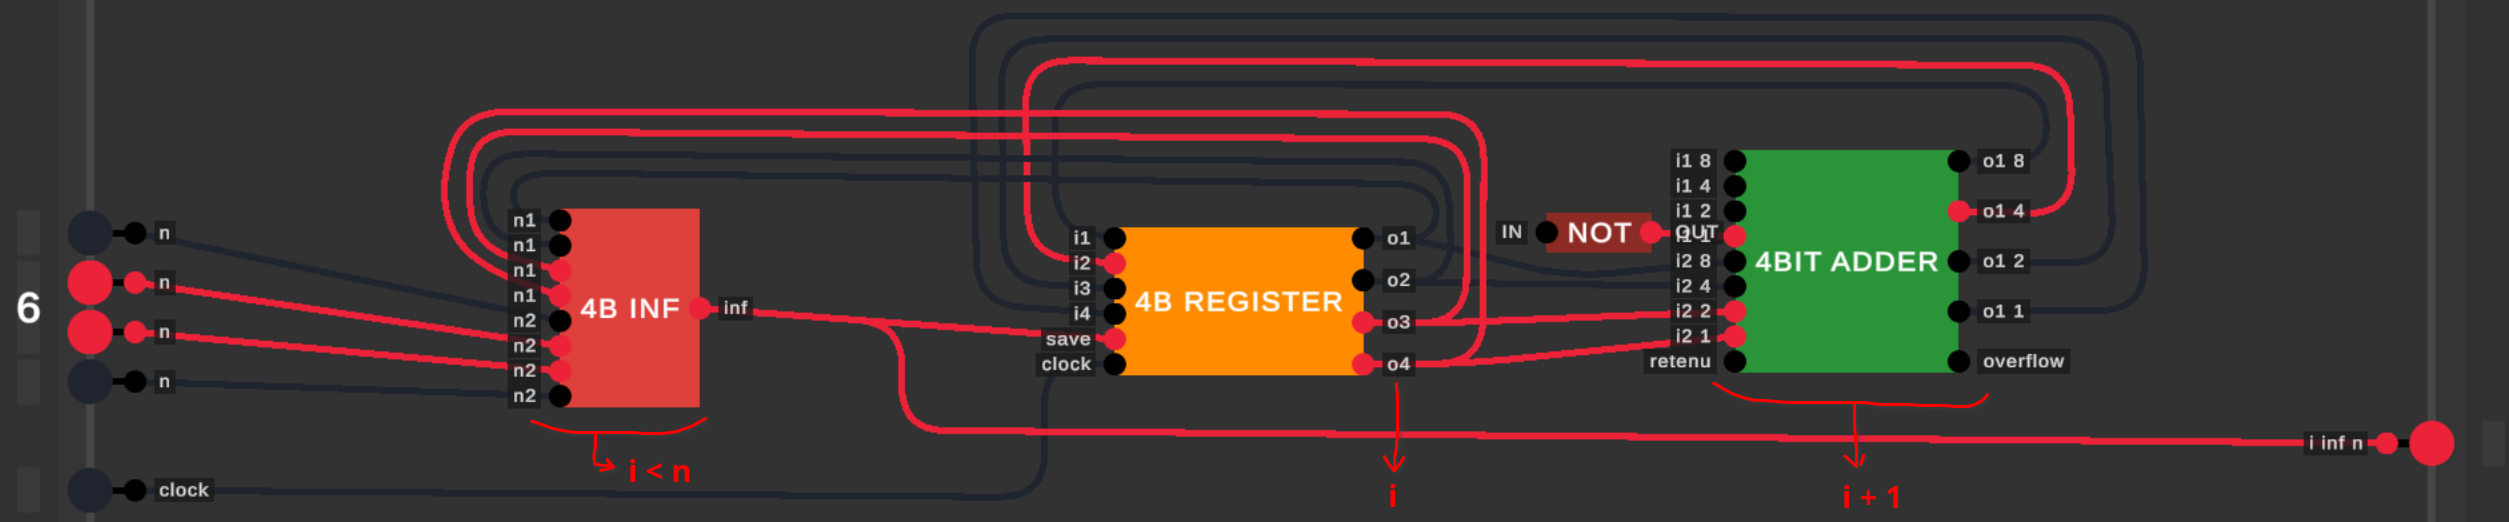 6
n
n
n
n
clock
n1
n1
n1
n1
n2
n2
n2
n2
4B INF
inf
i < n
i1
i2
i3
i4
save
clock
4B REGISTER
o1
o2
o3
o4
i
IN
NOT
OUT
i1 8
i1 4
i1 2
i1 1
i2 8
i2 4
i2 2
i2 1
retenu
4BIT ADDER
o1 8
o1 4
o1 2
o1 1
overflow
i + 1
i inf n